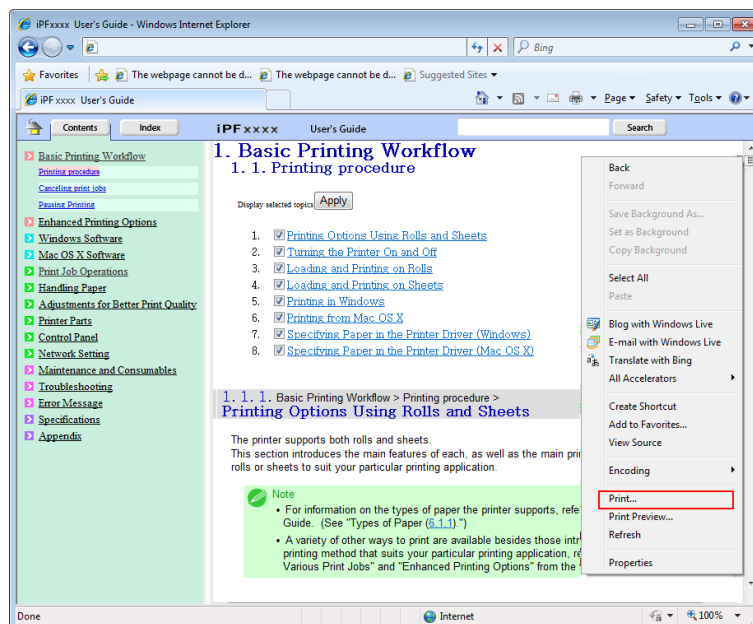 iPFxxxx User's Guide - Windows Internet Explorer
Bing
Favorites
The webpage cannot be d...
The webpage cannot be d...
Suggested Sites
iPF xxxx User's Guide
Page
Safety
Tools
Contents
Index
iPF xxxx
User's Guide
Search
Basic Printing Workflow
Printing procedure
Canceling print jobs
Pausing Printing
Enhanced Printing Options
Windows Software
Mac OS X Software
Print Job Operations
Handling Paper
Adjustments for Better Print Quality
Printer Parts
Control Panel
Network Setting
Maintenance and Consumables
Troubleshooting
Error Message
Specifications
Appendix
1. Basic Printing Workflow
1. 1. Printing procedure
Display selected topics Apply
1. Printing Options Using Rolls and Sheets
2. Turning the Printer On and Off
3. Loading and Printing on Rolls
4. Loading and Printing on Sheets
5. Printing in Windows
6. Printing from Mac OS X
7. Specifying Paper in the Printer Driver (Windows)
8. Specifying Paper in the Printer Driver (Mac OS X)
1. 1. 1. Basic Printing Workflow > Printing procedure >
Printing Options Using Rolls and Sheets
The printer supports both rolls and sheets.
This section introduces the main features of each, as well as the main pri
rolls or sheets to suit your particular printing application.
Note
• For information on the types of paper the printer supports, refe
Guide. (See "Types of Paper (6.1.1).")
• A variety of other ways to print are available besides those intr
printing method that suits your particular printing application, re
Various Print Jobs" and "Enhanced Printing Options" from the
Back
Forward
Save Background As...
Set as Background
Copy Background
Select All
Paste
Blog with Windows Live
E-mail with Windows Live
Translate with Bing
All Accelerators
Create Shortcut
Add to Favorites...
View Source
Encoding
Print...
Print Preview...
Refresh
Properties
Done
Internet
100%